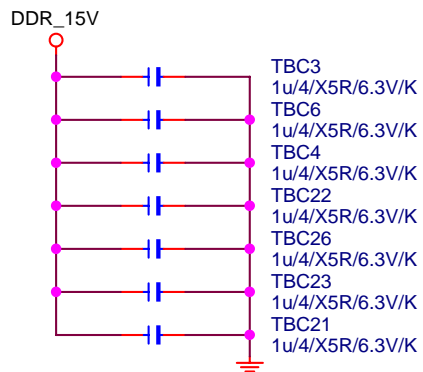 DDR_15V
TBC3
1u/4/X5R/6.3V/K
TBC6
1u/4/X5R/6.3V/K
TBC4
1u/4/X5R/6.3V/K
TBC22
1u/4/X5R/6.3V/K
TBC26
1u/4/X5R/6.3V/K
TBC23
1u/4/X5R/6.3V/K
TBC21
1u/4/X5R/6.3V/K